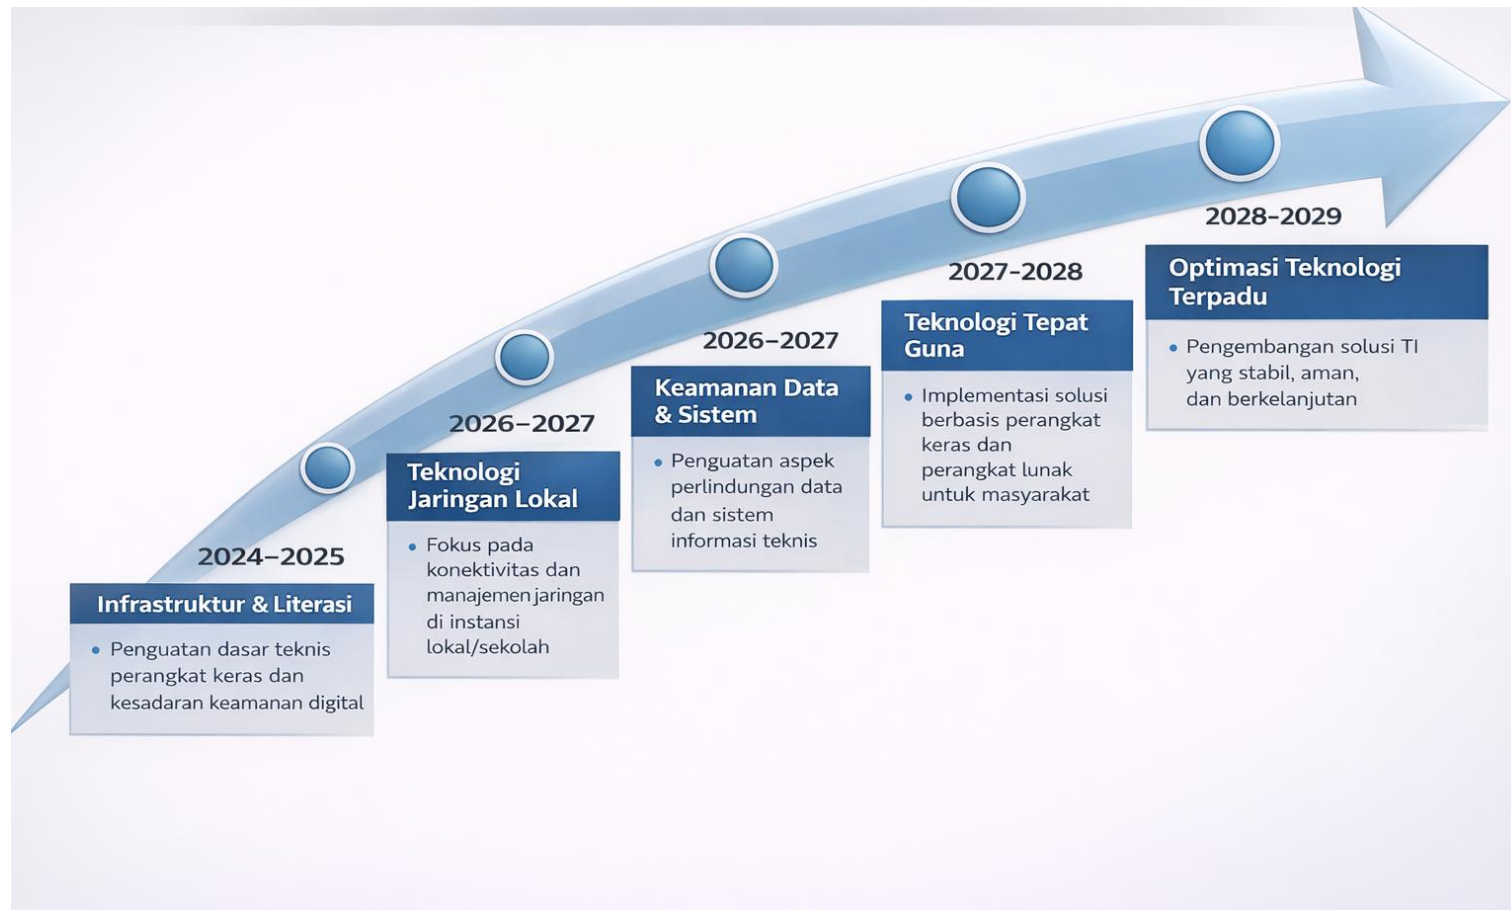 2024–2025
Infrastruktur & Literasi
• Penguatan dasar teknis
perangkat keras dan
kesadaran keamanan digital
2026–2027
Teknologi
Jaringan Lokal
• Fokus pada
konektivitas dan
manajemen jaringan
di instansi
lokal/sekolah
2026–2027
Keamanan Data
& Sistem
• Penguatan aspek
perlindungan data
dan sistem
informasi teknis
2027-2028
Teknologi Tepat
Guna
• Implementasi solusi
berbasis perangkat
keras dan
perangkat lunak
untuk masyarakat
2028-2029
Optimasi Teknologi
Terpadu
• Pengembangan solusi TI
yang stabil, aman,
dan berkelanjutan